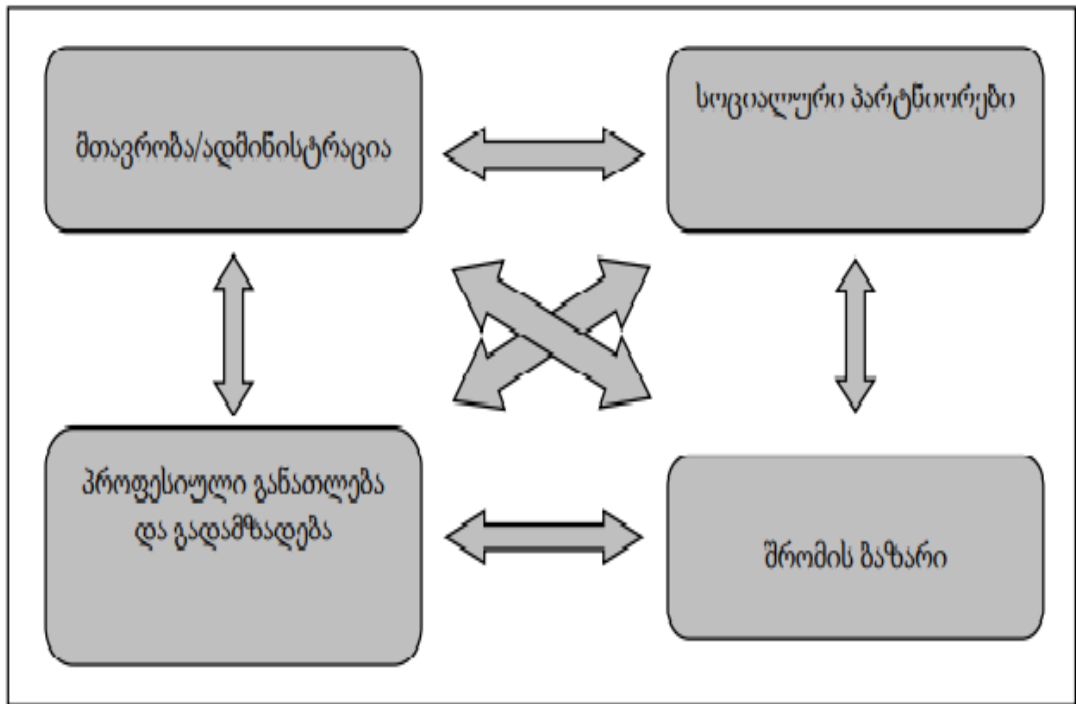 მთავრობა/ადმინისტრაცია
სოციალური პარტნიორები
პროფესიული განათლება
და გადამზადება
შრომის ბაზარი